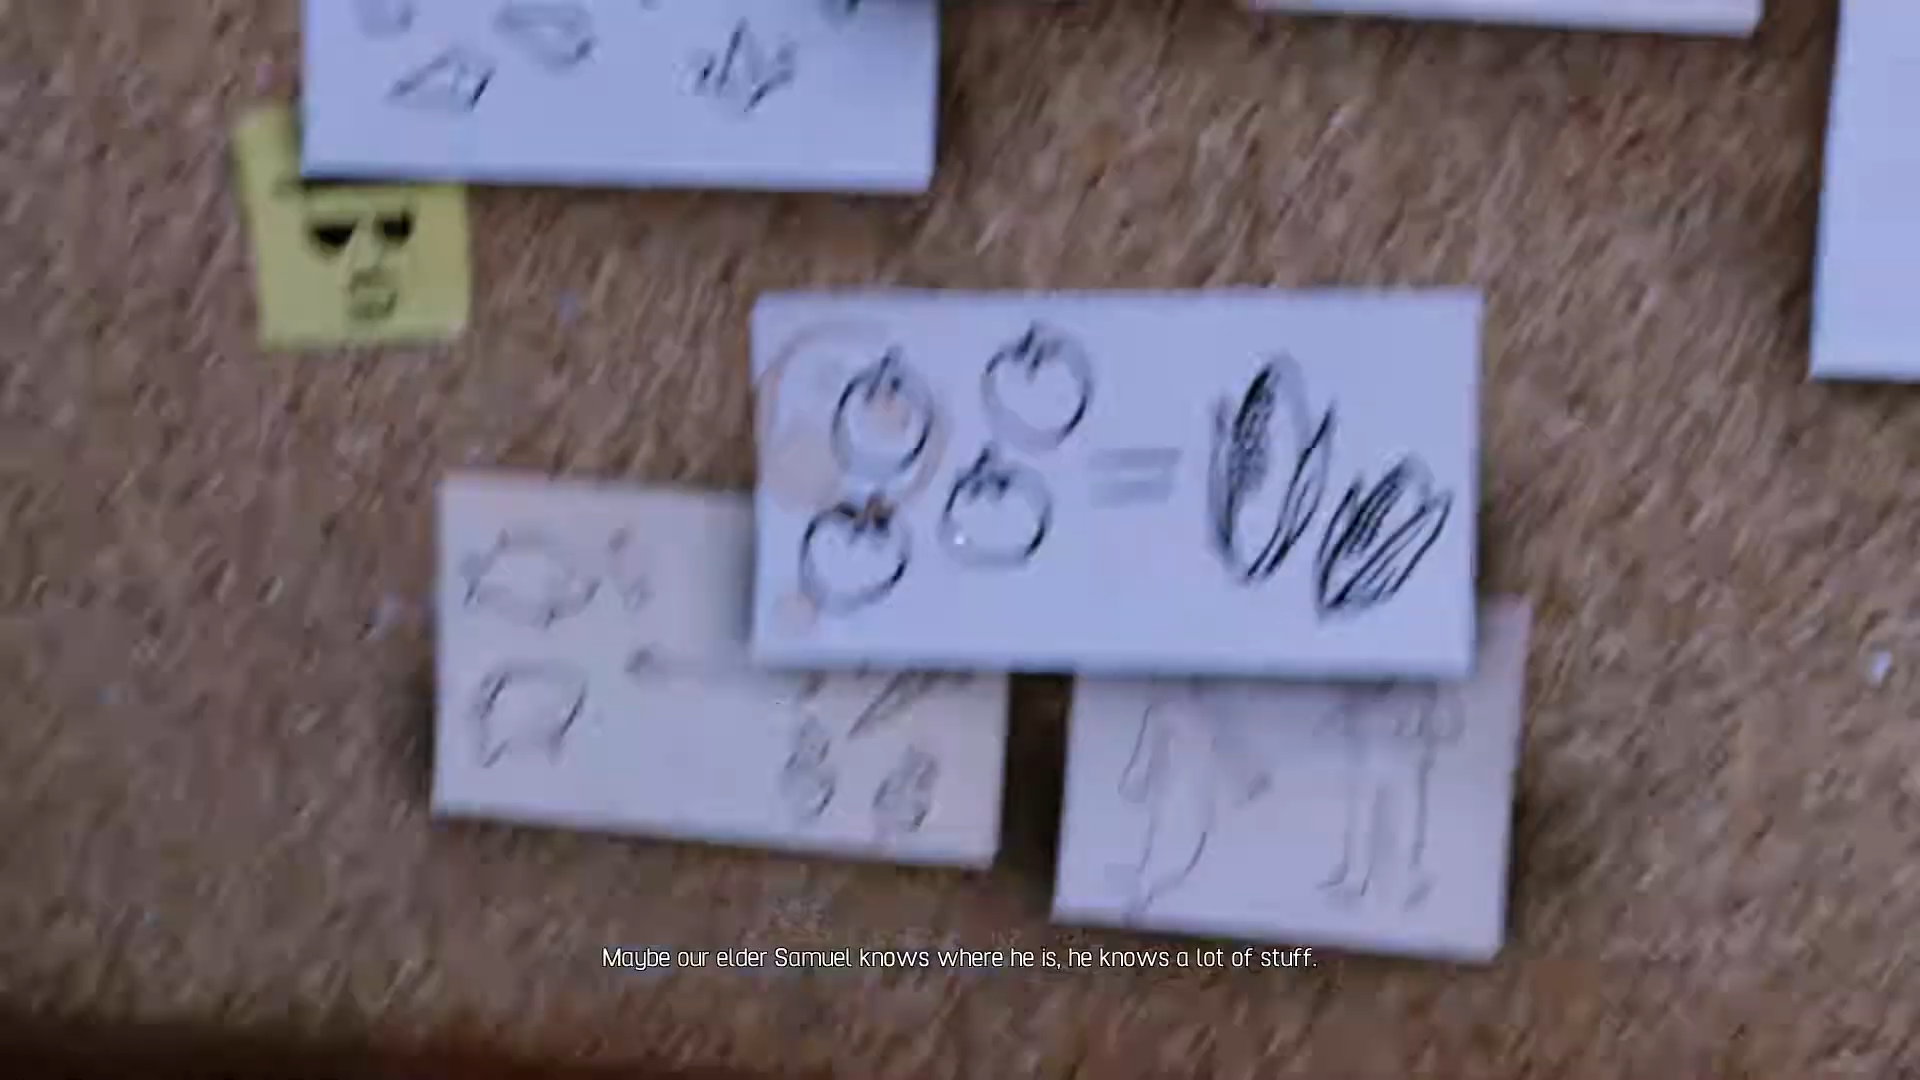 =
Maybe our elder Samuel knows where he is, he knows a lot of stuff.